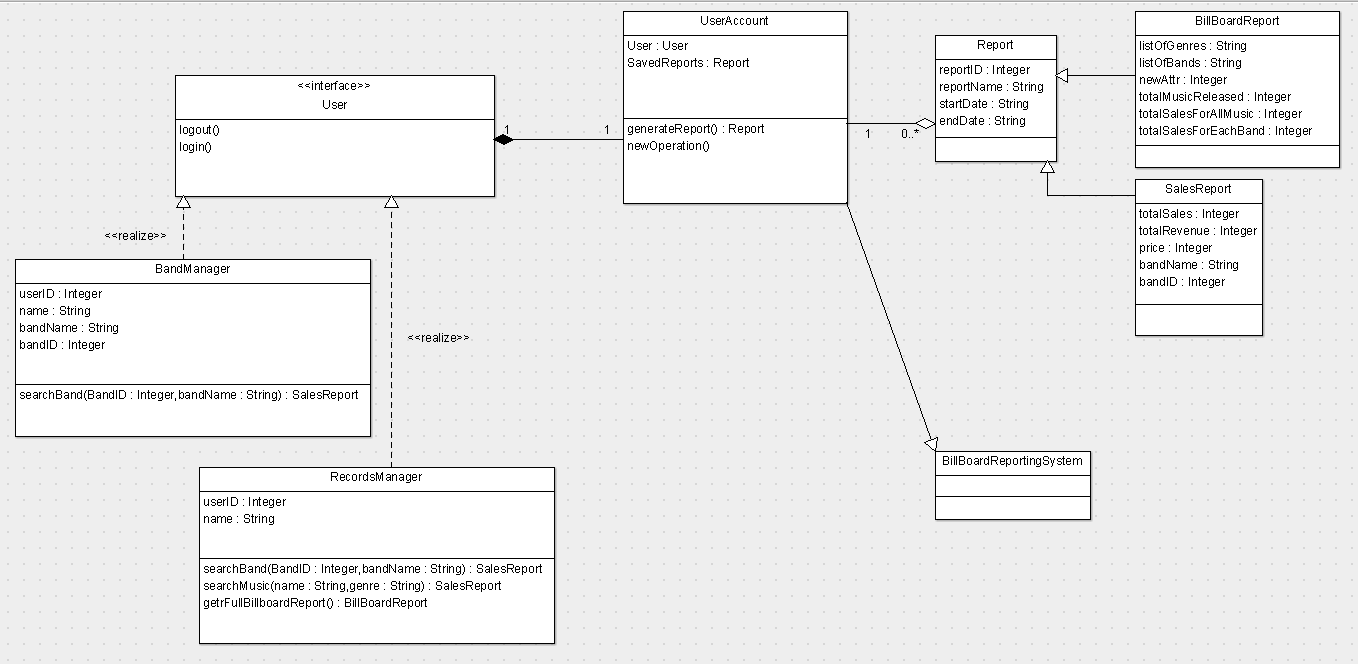 <<interface>>
User
logout()
login()
1
1
UserAccount
User : User
SavedReports : Report
generateReport() : Report
newOperation()
1
0..*
Report
reportID : Integer
reportName : String
startDate : String
endDate : String
BillBoardReport
listOfGenres : String
listOfBands : String
newAttr : Integer
totalMusicReleased : Integer
totalSalesForAllMusic : Integer
totalSalesForEachBand : Integer
SalesReport
totalSales : Integer
totalRevenue : Integer
price : Integer
bandName : String
bandID : Integer
<<realize>>
BandManager
userID : Integer
name : String
bandName : String
bandID : Integer
searchBand(BandID : Integer,bandName : String) : SalesReport
<<realize>>
RecordsManager
userID : Integer
name : String
searchBand(BandID : Integer,bandName : String) : SalesReport
searchMusic(name : String,genre : String) : SalesReport
getrFullBillboardReport() : BillBoardReport
BillBoardReportingSystem